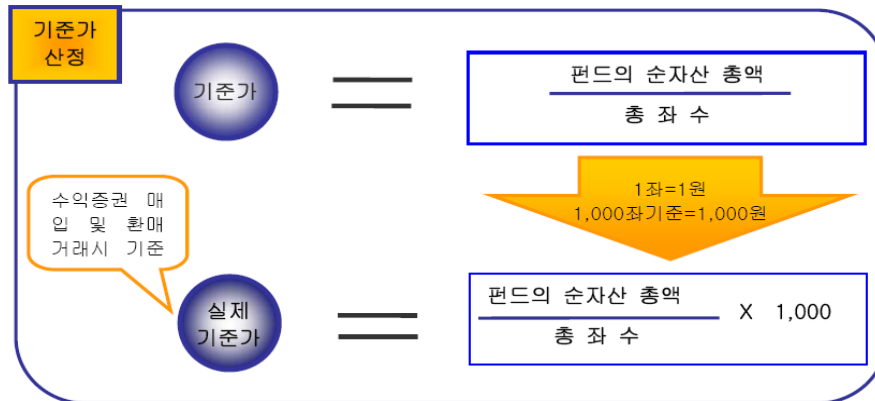 기준가
산정
기준가
펀드의 순자산 총액
총 좌 수
1좌=1원
1,000좌기준=1,000원
수익증권 매
입 및 환매
거래시 기준
실제
기준가
펀드의 순자산 총액
총 좌 수
X 1,000